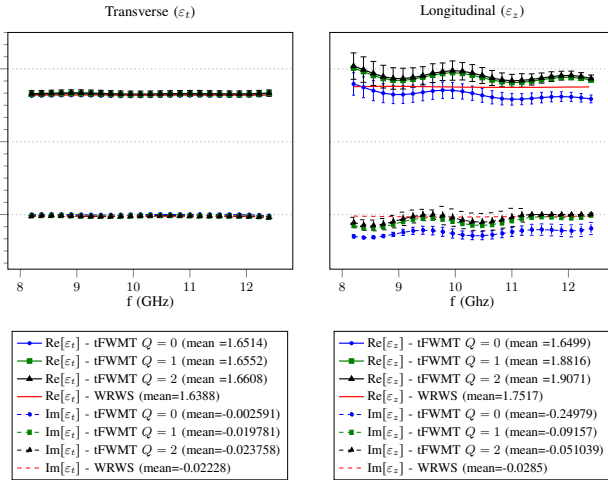 Transverse (εt)
Longitudinal (εz)
8 9 10 11 12
f (GHz)
8 9 10 11 12
f (Ghz)
Re[εt] - tFWMT Q = 0 (mean =1.6514)
Re[εt] - tFWMT Q = 1 (mean =1.6552)
Re[εt] - tFWMT Q = 2 (mean =1.6608)
Re[εt] - WRWS (mean=1.6388)
Im[εt] - tFWMT Q = 0 (mean=-0.002591)
Im[εt] - tFWMT Q = 1 (mean=-0.019781)
Im[εt] - tFWMT Q = 2 (mean=-0.023758)
Im[εt] - WRWS (mean=-0.02228)
Re[εz] - tFWMT Q = 0 (mean =1.6499)
Re[εz] - tFWMT Q = 1 (mean =1.8816)
Re[εz] - tFWMT Q = 2 (mean =1.9071)
Re[εz] - WRWS (mean=1.7517)
Im[εz] - tFWMT Q = 0 (mean=-0.24979)
Im[εz] - tFWMT Q = 1 (mean=-0.09157)
Im[εz] - tFWMT Q = 2 (mean=-0.051039)
Im[εz] - WRWS (mean=-0.0285)